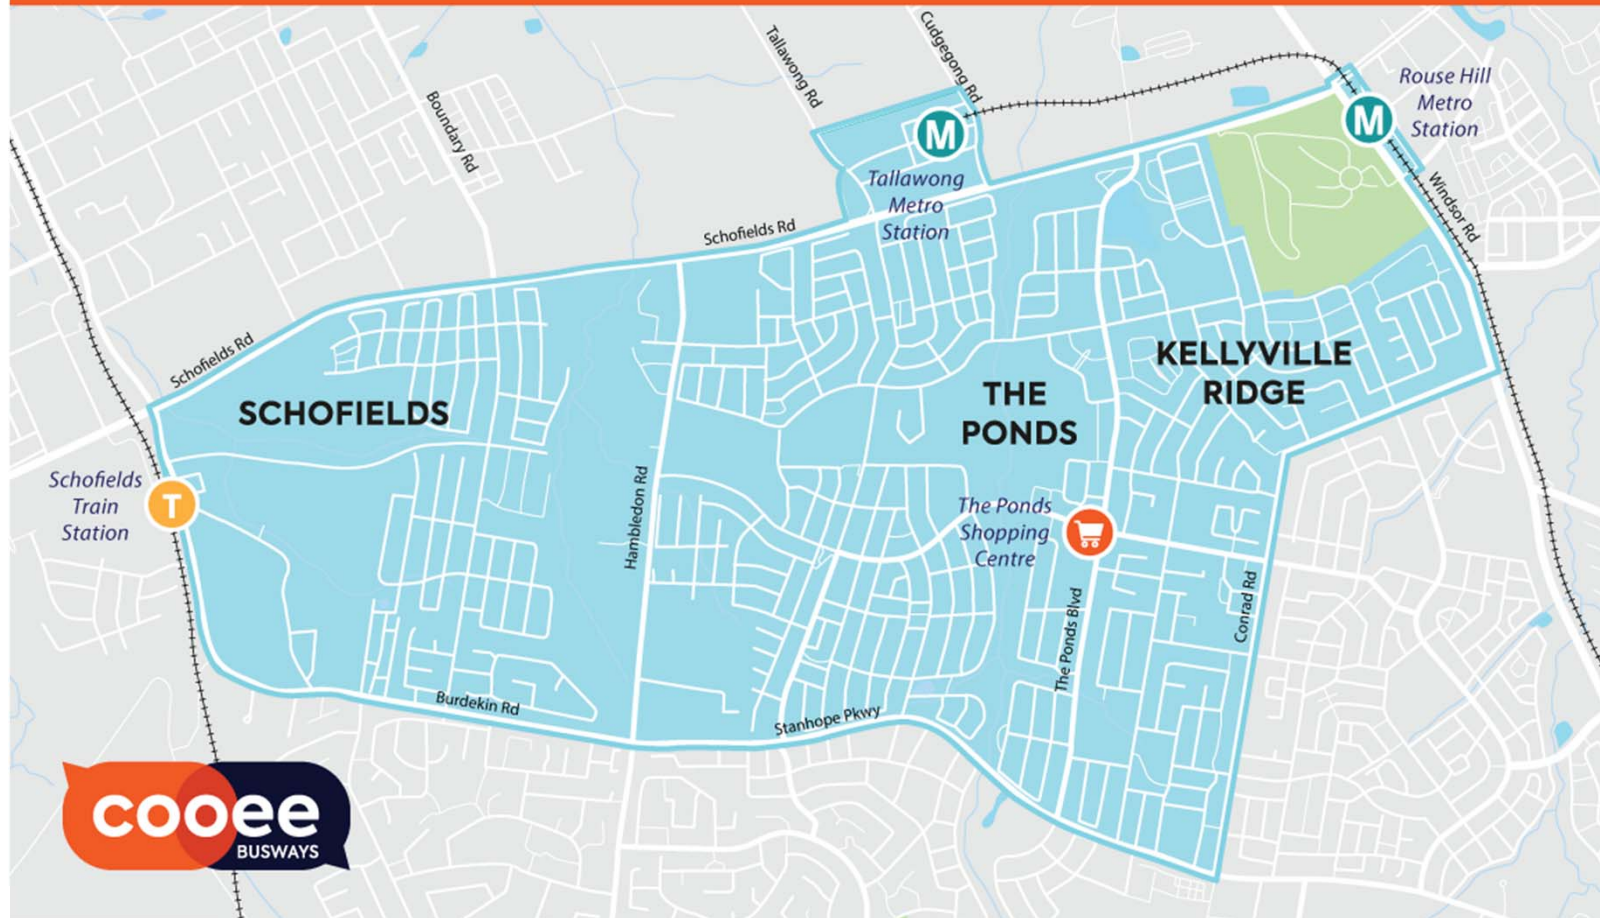 Tallawong Rd
Cudgegong Rd
Boundary Rd
Rouse Hill
Metro
Station
M
M
Tallawong
Metro
Station
Windsor Rd
Schofields Rd
Schofields Rd
KELLYVILLE
RIDGE
THE
PONDS
SCHOFIELDS
Schofields
Train
Station
T
Hambledon Rd
The Ponds
Shopping
Centre
The Ponds Blvd
Conrad Rd
Burdekin Rd
Stanhope Pkwy
cooee
BUSWAYS